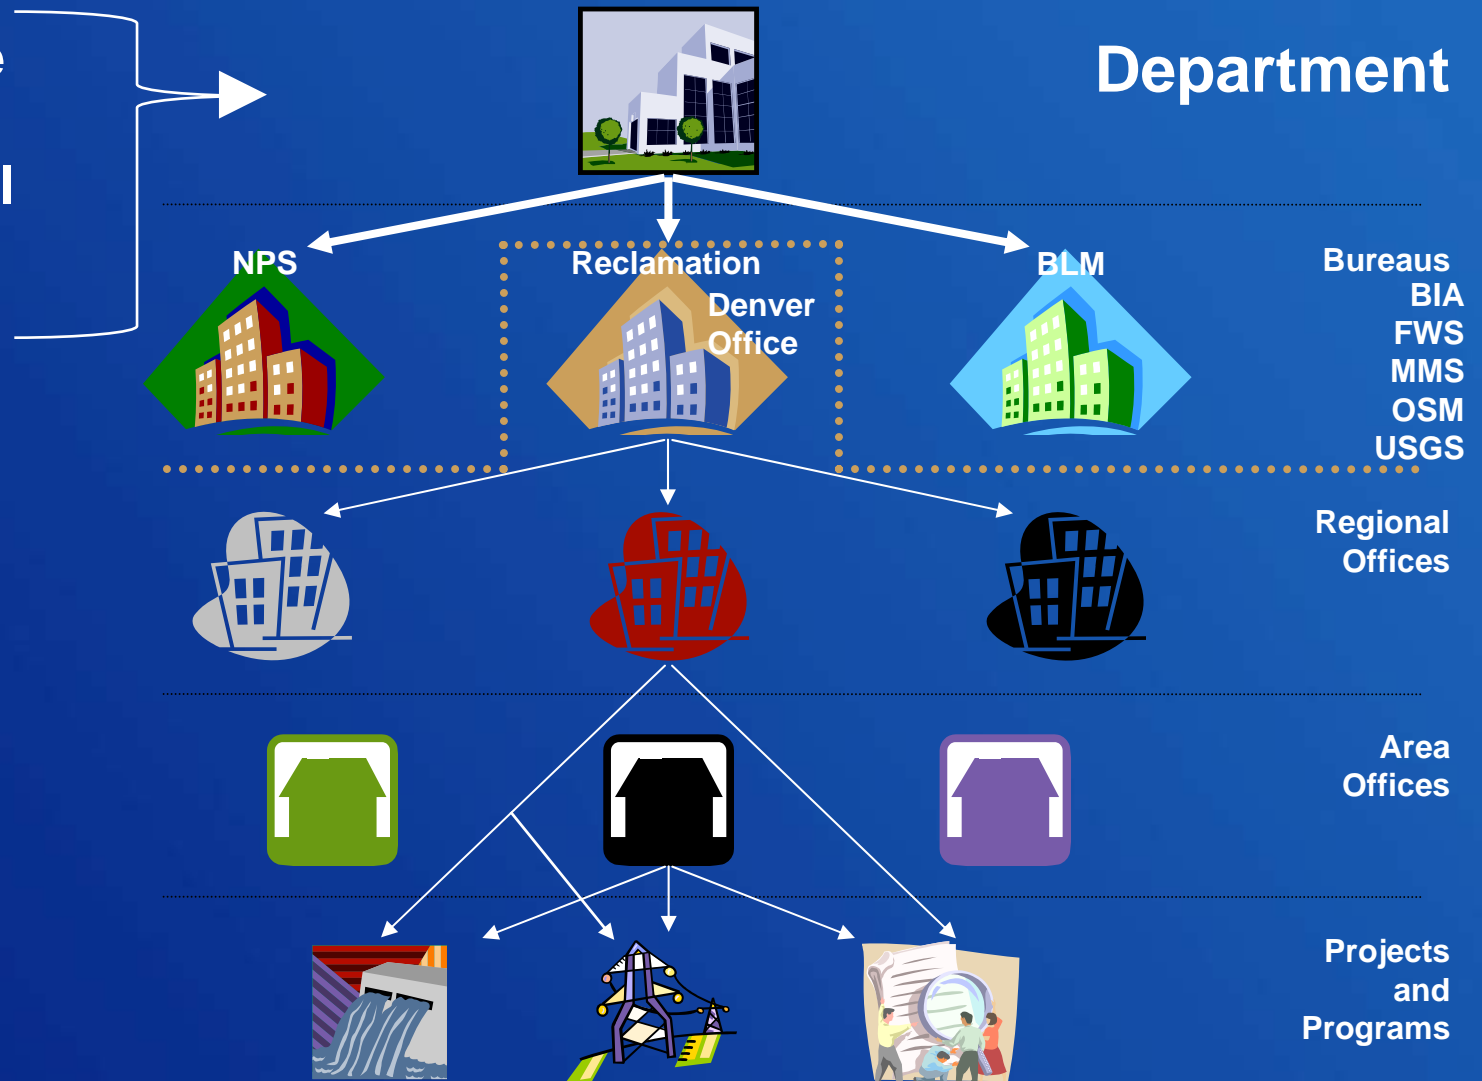 Department
NPS
Reclamation
Denver
Office
BLM
Bureaus
BIA
FWS
MMS
OSM
USGS
Regional
Offices
Area
Offices
Projects
and
Programs